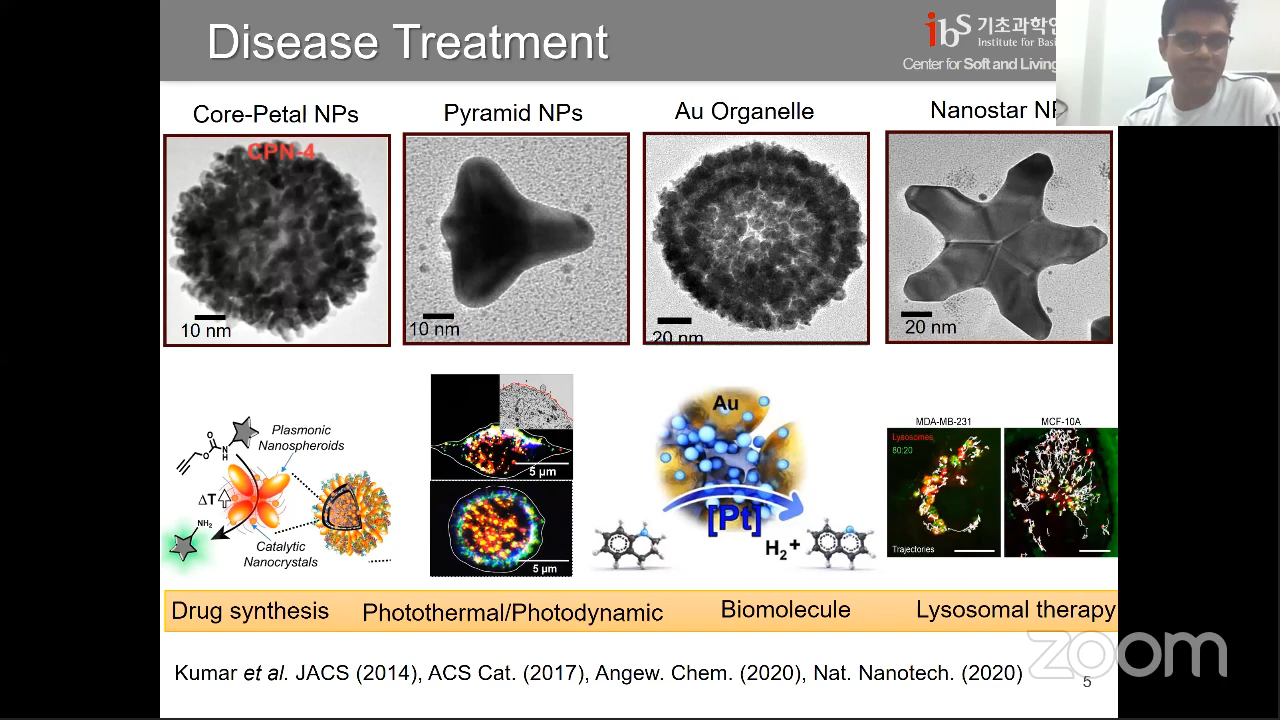 Disease Treatment
ibS 기초과학
Institute for Basi
Center for Soft and Living
Core-Petal NPs
Pyramid NPs
Au Organelle
Nanostar NP
CPN-4
10 nm
10 nm
20 nm
20 nm
Plasmonic
Nanospheroids
O
O
N
H
ΔT
NH₂
Catalytic
Nanocrystals
5 µm
5 µm
Au
[Pt]
H₂+
MDA-MB-231
MCF-10A
Lysosomes
80:20
Trajectories
Drug synthesis
Photothermal/Photodynamic
Biomolecule
Lysosomal therapy
Kumar et al. JACS (2014), ACS Cat. (2017), Angew. Chem. (2020), Nat. Nanotech. (2020)
5
zoom